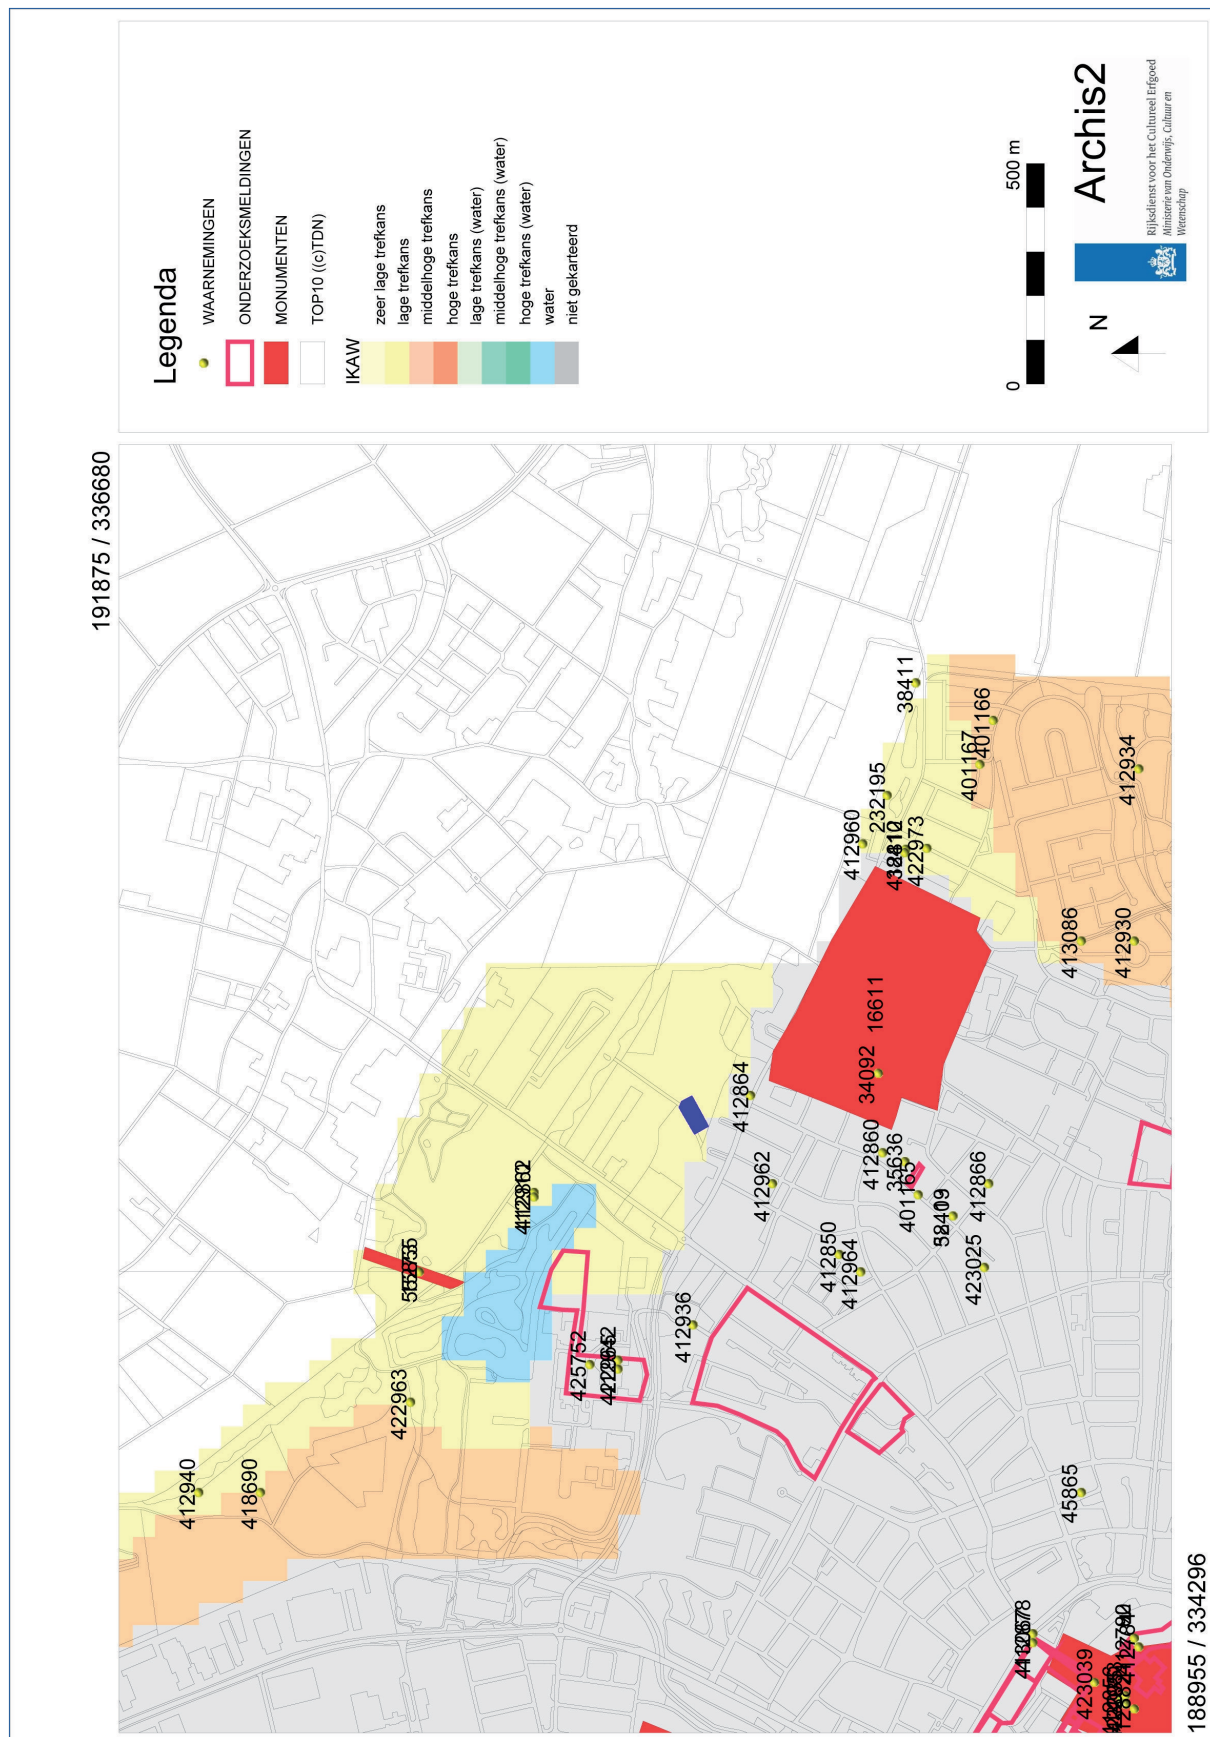 191875 / 336680
Legenda
WAARNEMINGEN
ONDERZOEKSMELDINGEN
MONUMENTEN
TOP10 ((c)TDN)
IKAW
zeer lage trefkans
lage trefkans
middelhoge trefkans
hoge trefkans
lage trefkans (water)
middelhoge trefkans (water)
hoge trefkans (water)
water
niet gekarteerd
0
500 m
N
Archis2
Rijksdienst voor het Cultureel Erfgoed
Ministerie van Onderwijs, Cultuur en
Wetenschap
412940
418690
422963
425752
412936
412864
412962
412850
412964
412860
35636
401165
412866
423025
34092
16611
412960
232195
422973
38411
401167
401166
412934
413086
412930
45865
423039
188955 / 334296